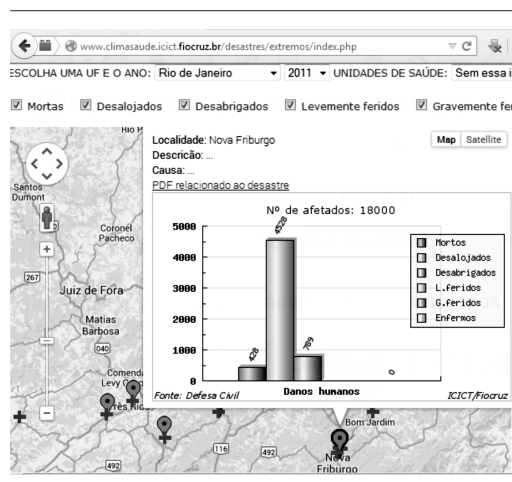 www.climasaude.icict.fiocruz.br/desastres/extremos/index.php
ESCOLHA UMA UF E O ANO: Rio de Janeiro 2011 UNIDADES DE SAÚDE: Sem essa i
Mortas Desalojados Desabrigados Levemente feridos Gravemente fe
Map Satellite
Localidade: Nova Friburgo
Descricão: ...
Causa: ...
PDF relacionado ao desastre
Nº de afetados: 18000
5000
4000
3000
2000
1000
0
428
4528
789
0
Danos humanos
Mortos
Desalojados
Desabrigados
L.feridos
G.feridos
Enfermos
Fonte: Defesa Civil
ICICT/Fiocruz
Rio P
Santos
Dumont
Coronel
Pacheco
267
Juiz de Fora
Matias
Barbosa
040
Comenda
Levy
Três Rios
116
492
492
Bom Jardim
Nova
Friburgo